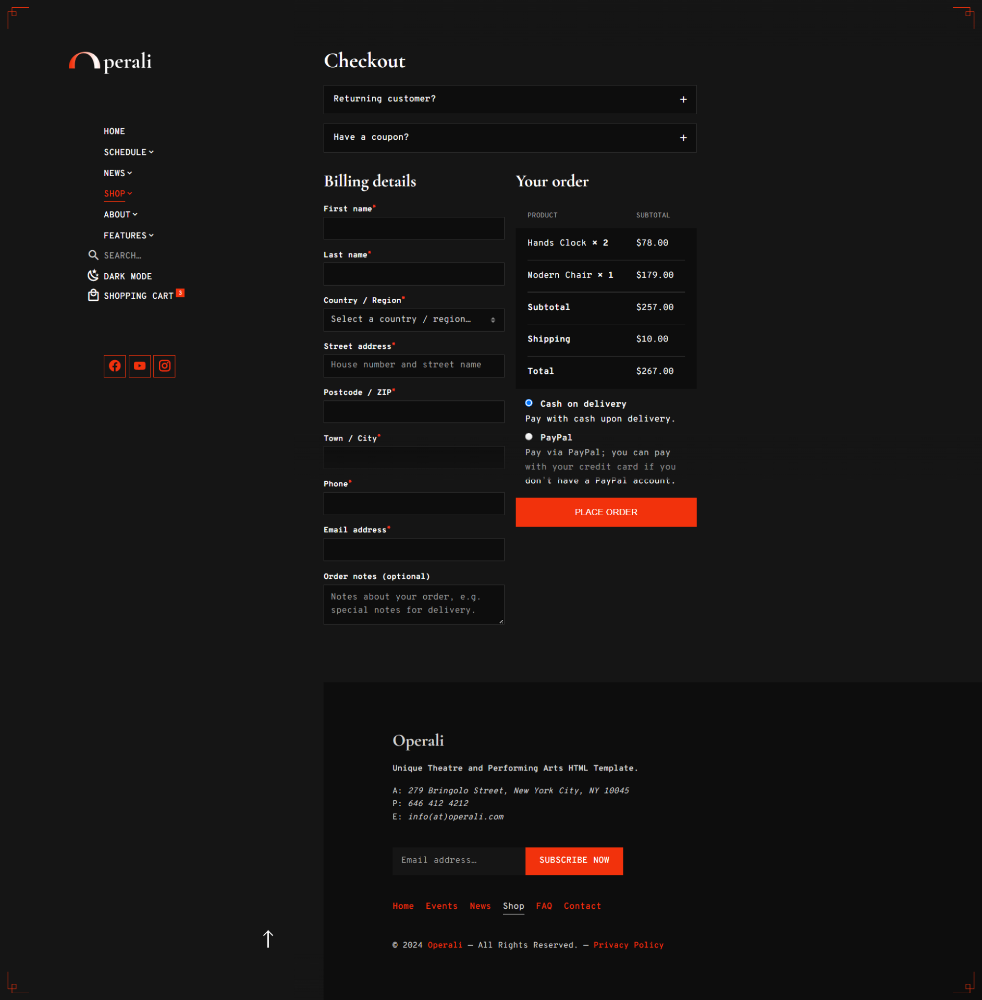 perali
HOME
SCHEDULE
NEWS
SHOP
ABOUT
FEATURES
SEARCH…
DARK MODE
SHOPPING CART 3
Checkout
Returning customer? +
Have a coupon? +
Billing details
First name*
Last name*
Country / Region*
Select a country / region…
Street address*
House number and street name
Postcode / ZIP*
Town / City*
Phone*
Email address*
Order notes (optional)
Notes about your order, e.g.
special notes for delivery.
Your order
PRODUCT SUBTOTAL
Hands Clock × 2 $78.00
Modern Chair × 1 $179.00
Subtotal $257.00
Shipping $10.00
Total $267.00
Cash on delivery
Pay with cash upon delivery.
PayPal
Pay via PayPal; you can pay
with your credit card if you
don’t have a PayPal account.
PLACE ORDER
Operali
Unique Theatre and Performing Arts HTML Template.
A: 279 Bringolo Street, New York City, NY 10045
P: 646 412 4212
E: info(at)operali.com
Email address… SUBSCRIBE NOW
Home Events News Shop FAQ Contact
© 2024 Operali — All Rights Reserved. — Privacy Policy